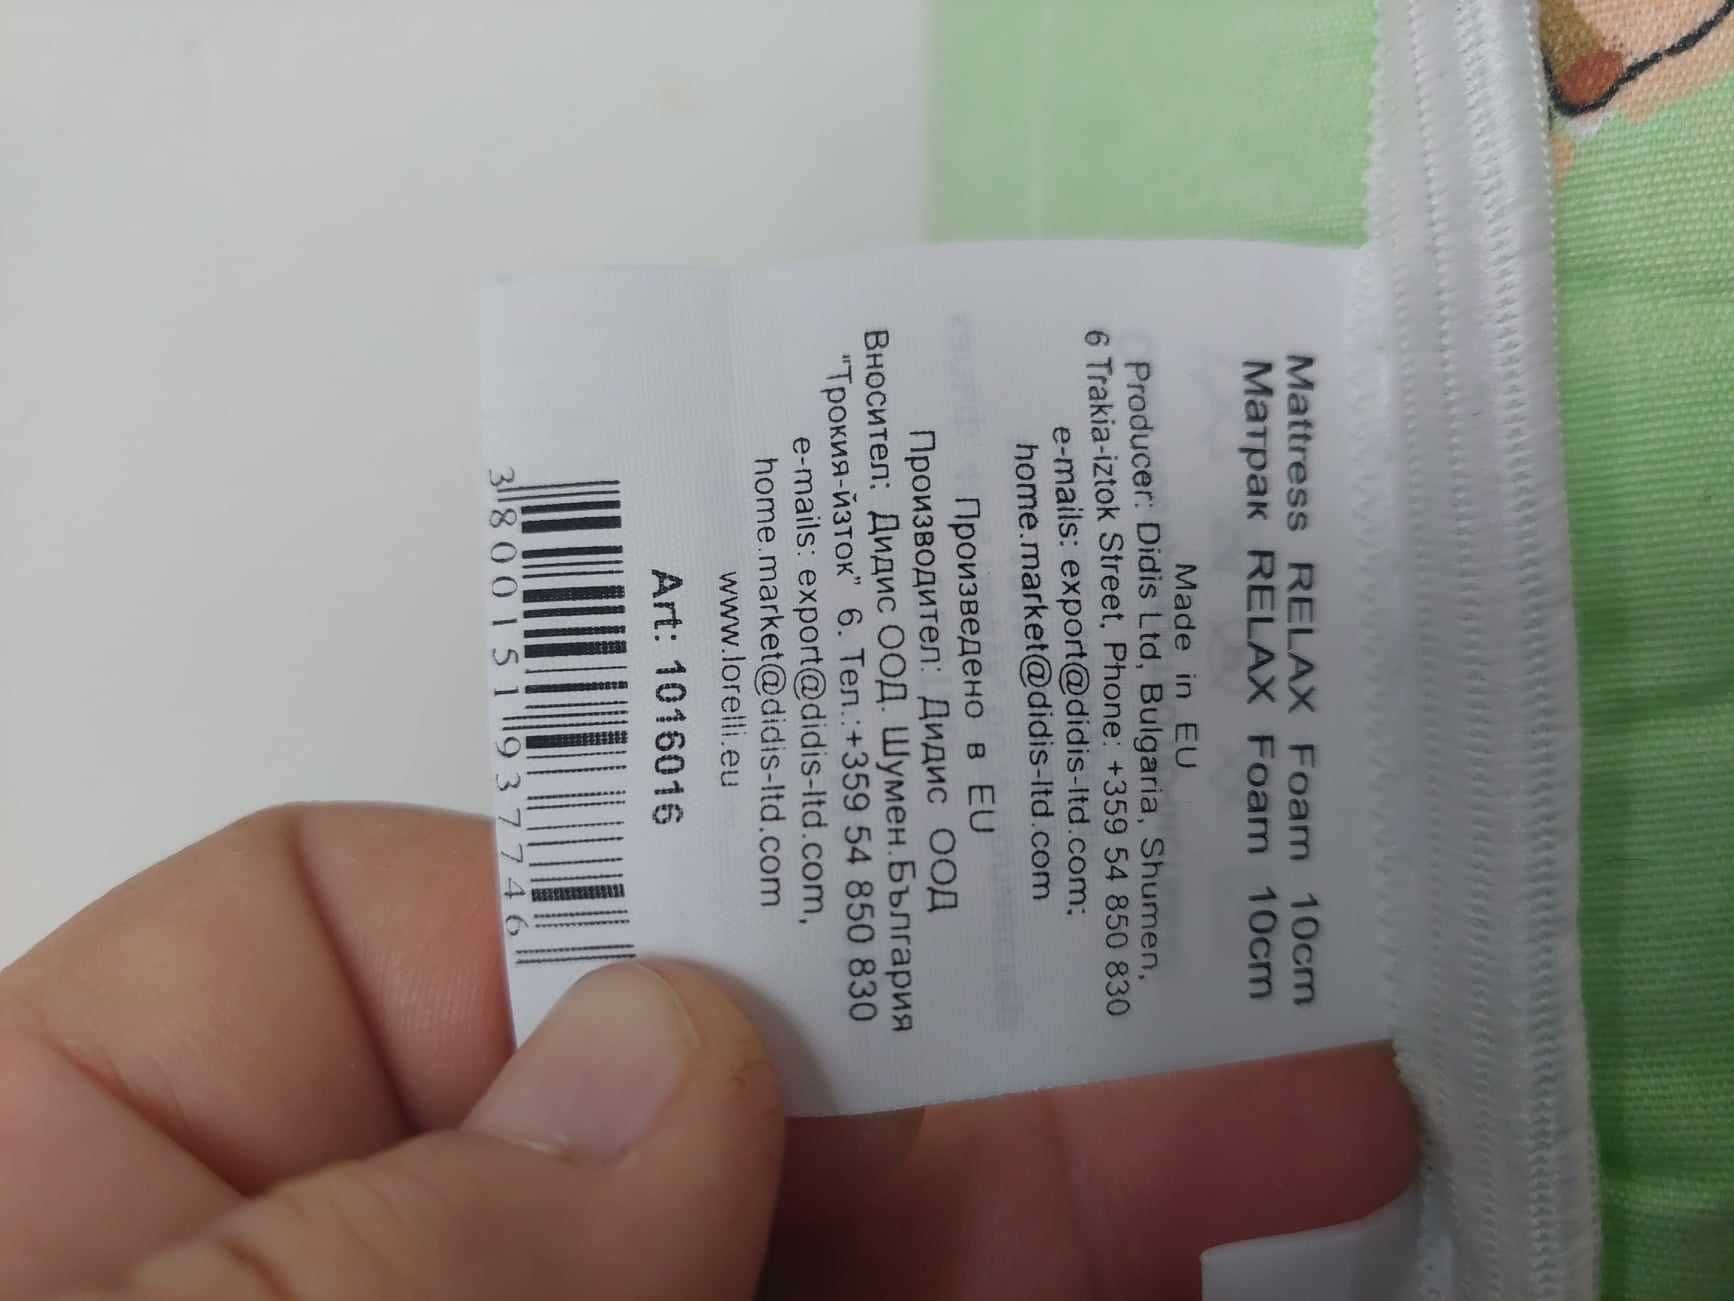 Mattress RELAX Foam 10cm
Матрак RELAX Foam 10cm
Made in EU
Producer: Didis Ltd, Bulgaria, Shumen,
6 Trakia-iztok Street, Phone: +359 54 850 830
e-mails: export@didis-ltd.com;
home.market@didis-ltd.com
Произведено в EU
Производител: Дидис ООД
Вносител: Дидис ООД. Шумен.България
"Трокия-йзток" 6. Тел.:+359 54 850 830
e-mails: export@didis-ltd.com,
home.market@didis-ltd.com
www.lorelli.eu
Art: 1016016
3800151937746